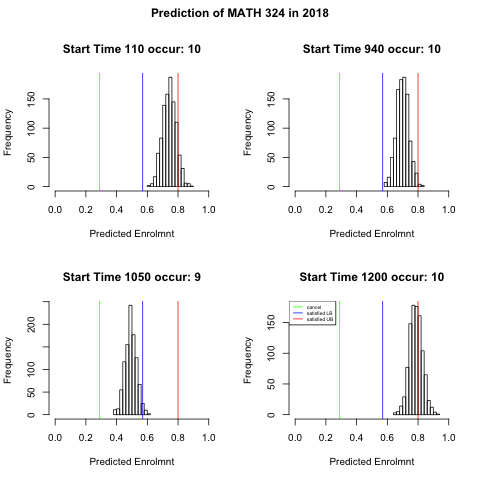 Prediction of MATH 324 in 2018
Start Time 110 occur: 10
Frequency
0 50 100 150
0.0 0.2 0.4 0.6 0.8 1.0
Predicted Enrolmnt
Start Time 940 occur: 10
Frequency
0 50 100 150
0.0 0.2 0.4 0.6 0.8 1.0
Predicted Enrolmnt
Start Time 1050 occur: 9
Frequency
0 50 100 200
0.0 0.2 0.4 0.6 0.8 1.0
Predicted Enrolmnt
Start Time 1200 occur: 10
cancel
satisfied LB
satisfied UB
Frequency
0 50 100 150
0.0 0.2 0.4 0.6 0.8 1.0
Predicted Enrolmnt